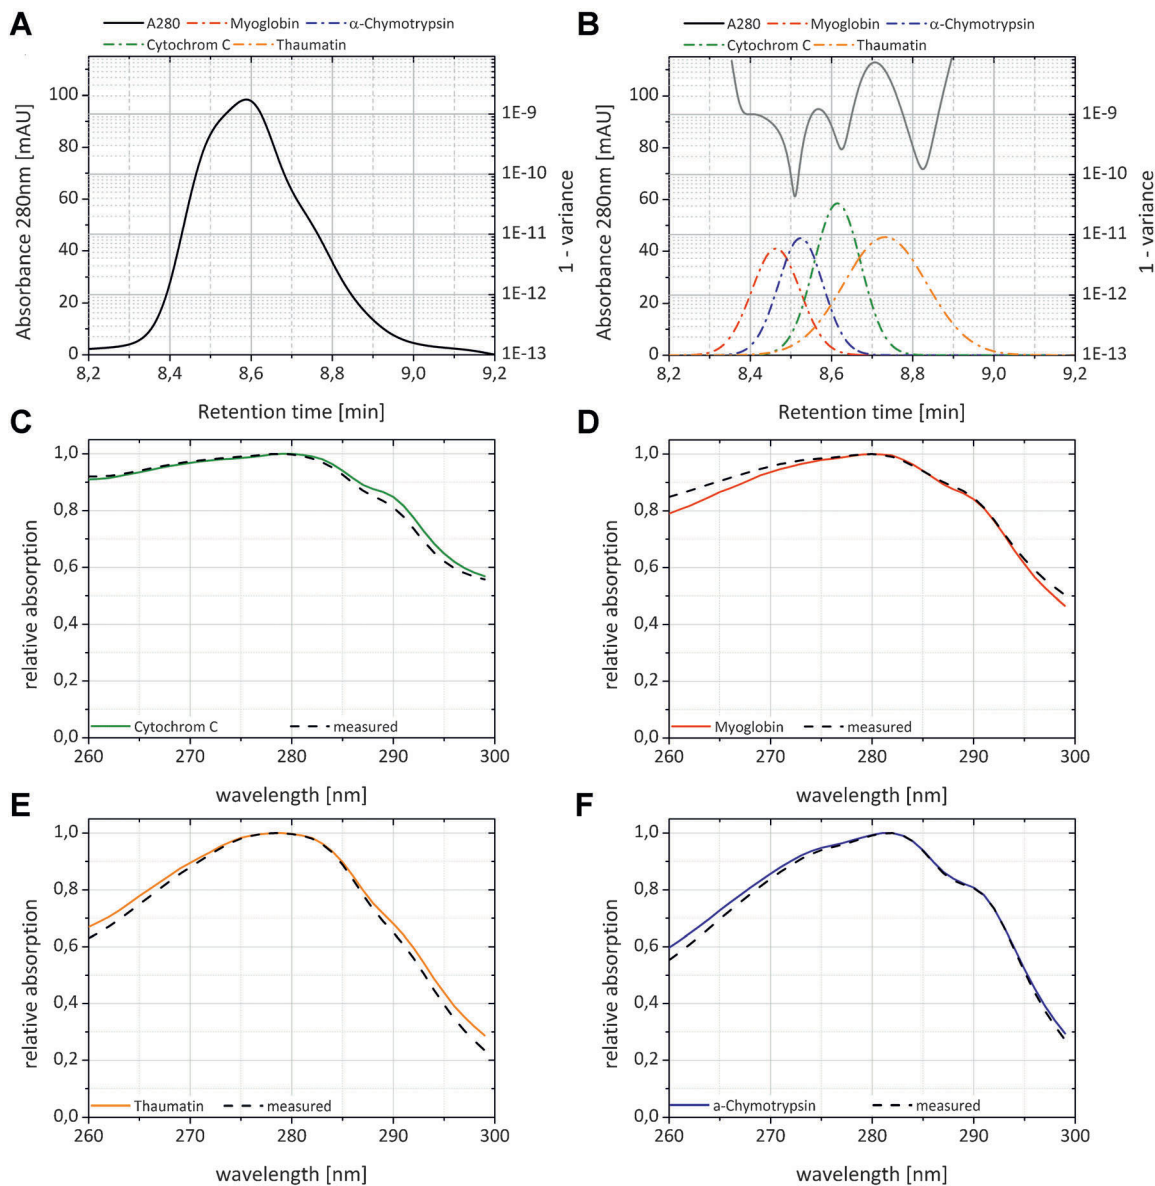 A
A280 Myoglobin α-Chymotrypsin
Cytochrom C Thaumatin
Absorbance 280nm [mAU]
100
80
60
40
20
0
1E-9
1E-10
1E-11
1E-12
1E-13
1 - variance
8,2 8,4 8,6 8,8 9,0 9,2
Retention time [min]
B
A280 Myoglobin α-Chymotrypsin
Cytochrom C Thaumatin
Absorbance 280nm [mAU]
100
80
60
40
20
0
1E-9
1E-10
1E-11
1E-12
1E-13
1 - variance
8,2 8,4 8,6 8,8 9,0 9,2
Retention time [min]
C
relative absorption
1,0
0,8
0,6
0,4
0,2
0,0
Cytochrom C measured
260 270 280 290 300
wavelength [nm]
D
relative absorption
1,0
0,8
0,6
0,4
0,2
0,0
Myoglobin measured
260 270 280 290 300
wavelength [nm]
E
relative absorption
1,0
0,8
0,6
0,4
0,2
0,0
Thaumatin measured
260 270 280 290 300
wavelength [nm]
F
relative absorption
1,0
0,8
0,6
0,4
0,2
0,0
a-Chymotrypsin measured
260 270 280 290 300
wavelength [nm]